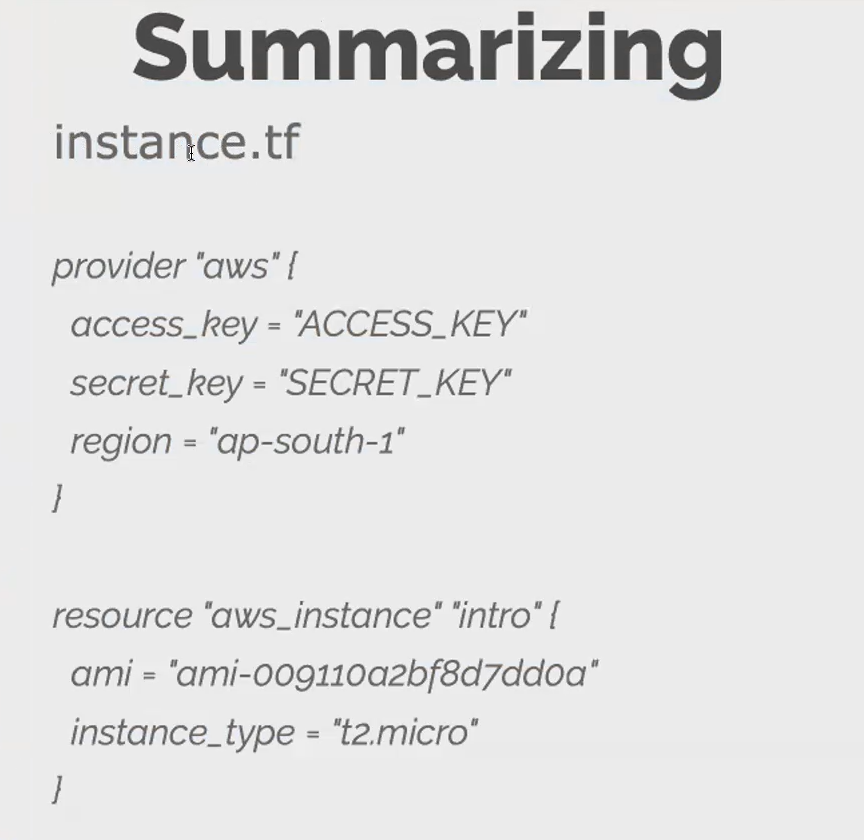 Summarizing
instance.tf
provider "aws" {
access_key = "ACCESS_KEY"
secret_key = "SECRET_KEY"
region = "ap-south-1"
}
resource "aws_instance" "intro" {
ami = "ami-009110a2bf8d7dd0a"
instance_type = "t2.micro"
}